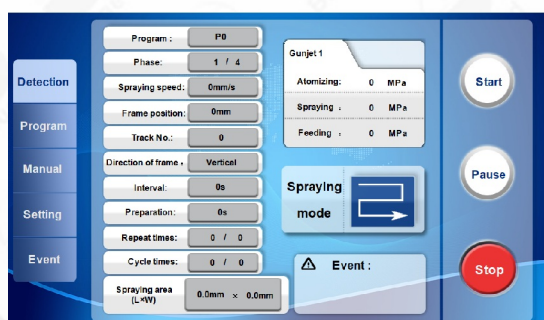 Detection
Program
Manual
Setting
Event
Program : P0
Phase: 1 / 4
Spraying speed: 0mm/s
Frame position: 0mm
Track No.: 0
Direction of frame : Vertical
Interval: 0s
Preparation: 0s
Repeat times: 0 / 0
Cycle times: 0 / 0
Spraying area
(L×W) 0.0mm × 0.0mm
Gunjet 1
Atomizing: 0 MPa
Spraying : 0 MPa
Feeding : 0 MPa
Spraying
mode
Event :
Start
Pause
Stop